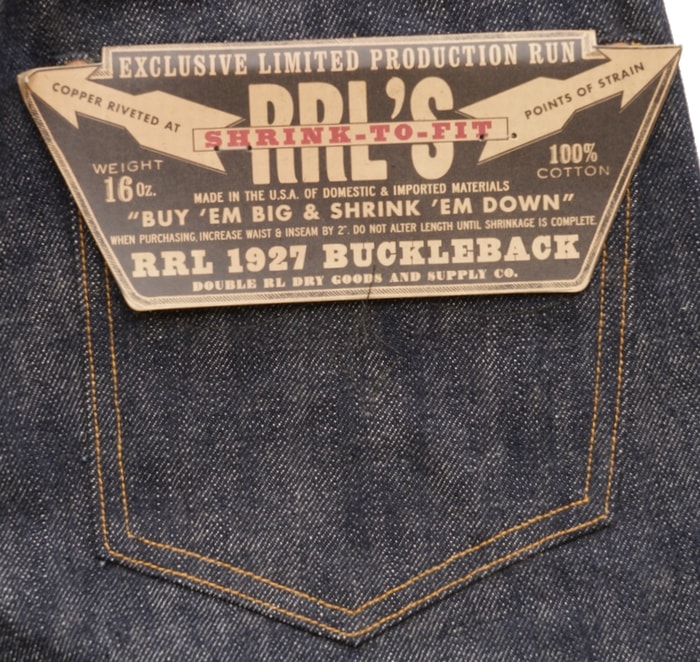 EXCLUSIVE LIMITED PRODUCTION RUN
COPPER RIVETED AT
POINTS OF STRAIN
RRL'S
SHRINK-TO-FIT.
WEIGHT
16 OZ.
100%
COTTON
MADE IN THE U.S.A. OF DOMESTIC & IMPORTED MATERIALS
"BUY 'EM BIG & SHRINK 'EM DOWN"
WHEN PURCHASING, INCREASE WAIST & INSEAM BY 2". DO NOT ALTER LENGTH UNTIL SHRINKAGE IS COMPLETE.
RRL 1927 BUCKLEBACK
DOUBLE RL DRY GOODS AND SUPPLY CO.